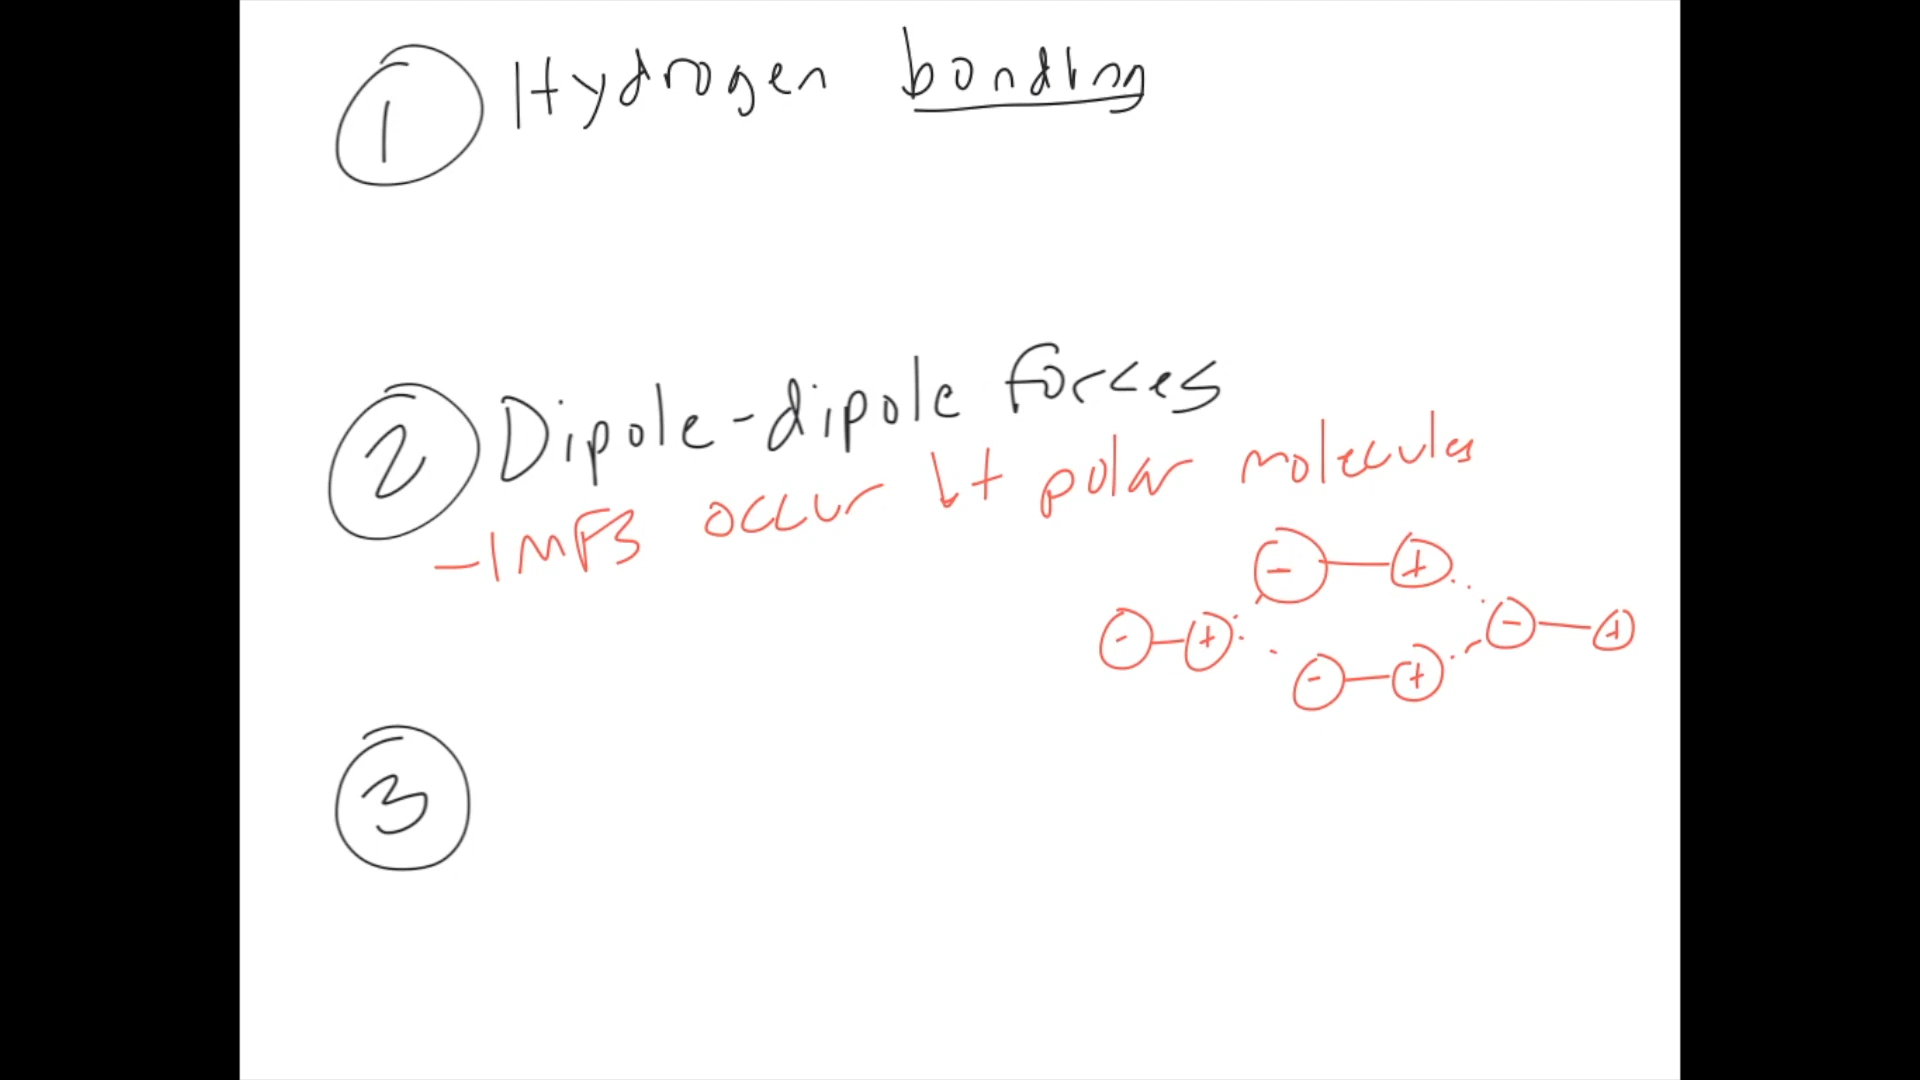 1 Hydrogen bonding
2 Dipole-dipole forces
- IMFs occur bt polar molecules
- + 
- + - +
- +
3